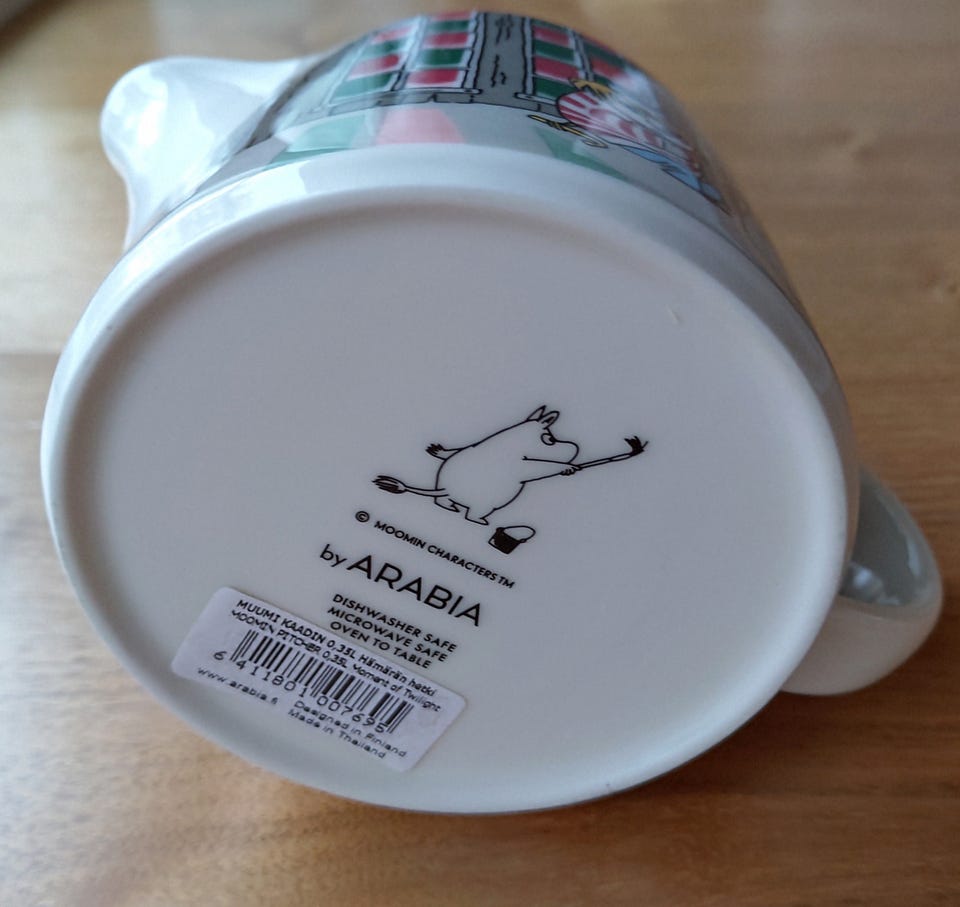 © MOOMIN CHARACTERS™
by ARABIA
DISHWASHER SAFE
MICROWAVE SAFE
OVEN TO TABLE
MUUMI KAADIN 0,35L Hämärän hetki
MOOMIN PITCHER 0,35L Moment of Twilight
6 411801 007695
www.arabia.fi
Designed in Finland
Made in Thailand